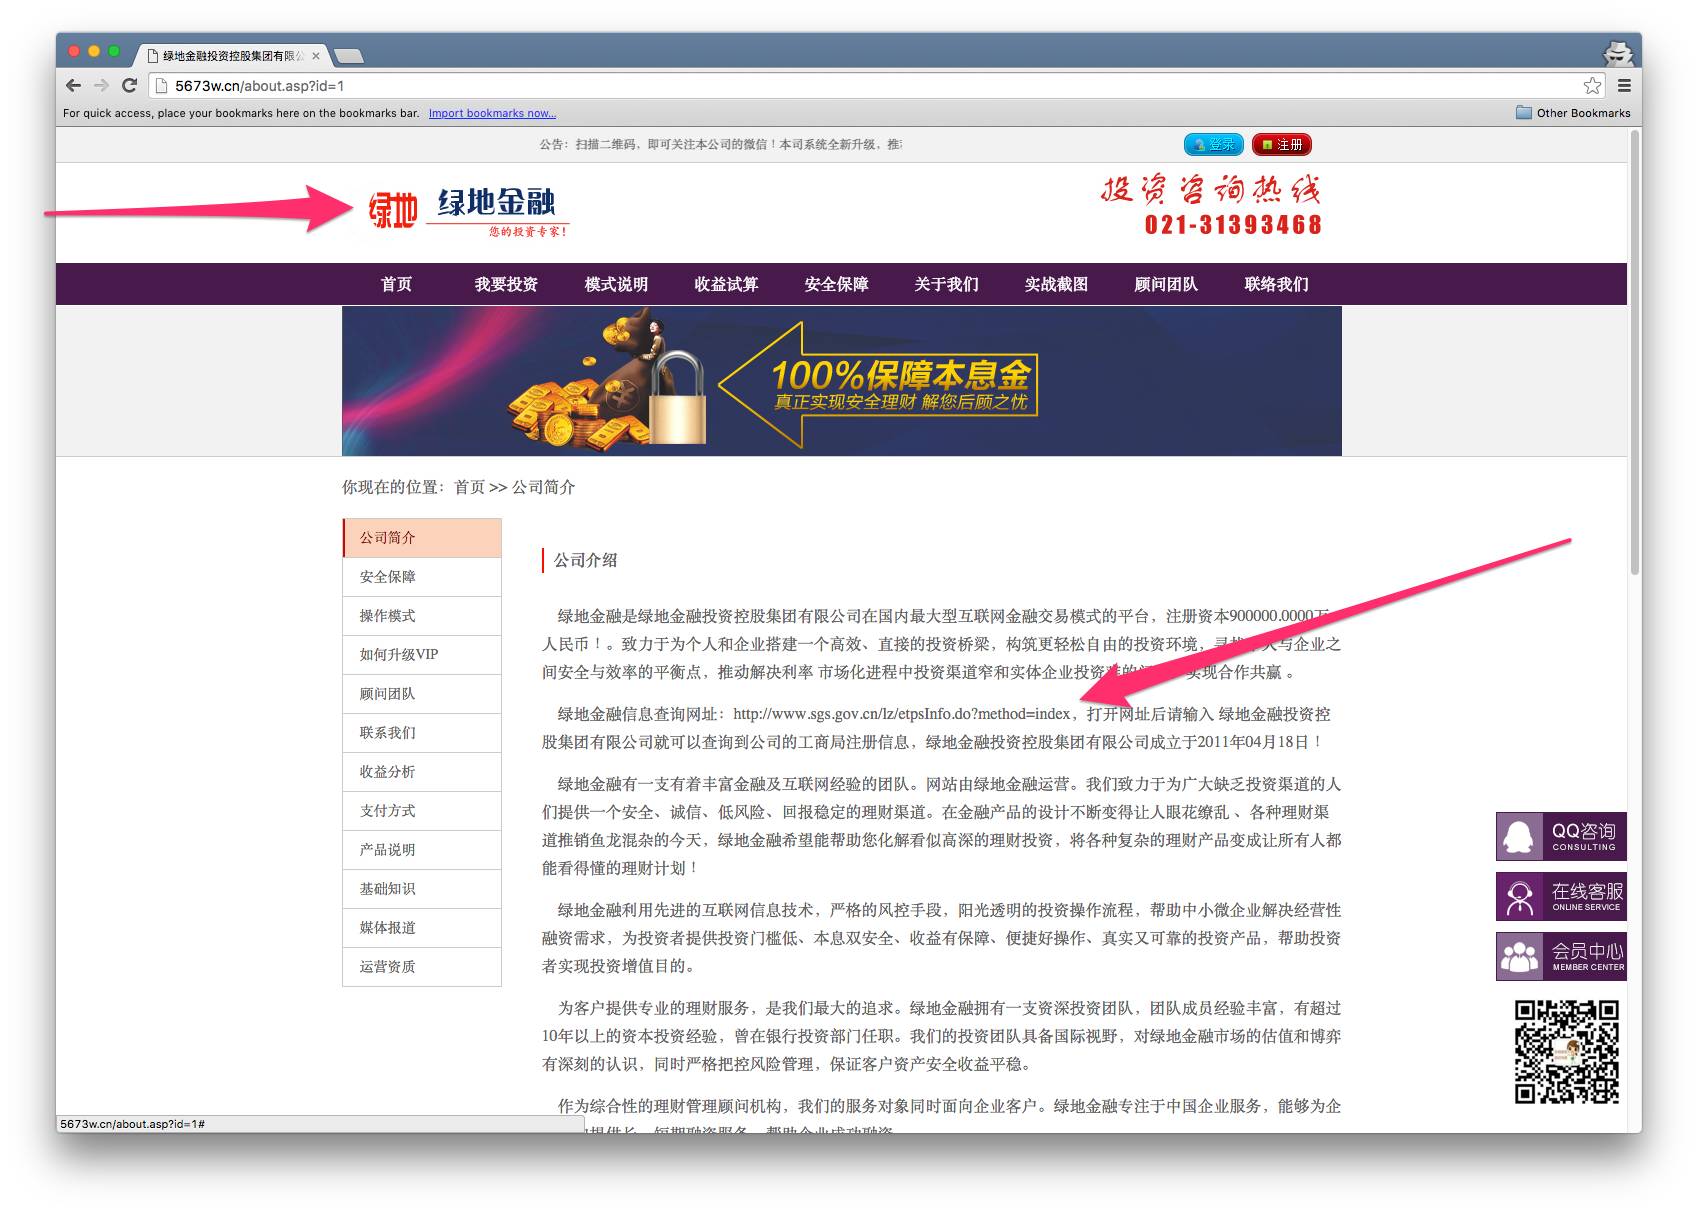 绿地金融投资控股集团有限公
5673w.cn/about.asp?id=1
For quick access, place your bookmarks here on the bookmarks bar. Import bookmarks now...
Other Bookmarks
公告：扫描二维码，即可关注本公司的微信！本司系统全新升级，推
登录 注册
绿地 绿地金融
您的投资专家！
投资咨询热线
021-31393468
首页 我要投资 模式说明 收益试算 安全保障 关于我们 实战截图 顾问团队 联络我们
100%保障本息金
真正实现安全理财 解您后顾之忧
你现在的位置：首页 >> 公司简介
公司简介
安全保障
操作模式
如何升级VIP
顾问团队
联系我们
收益分析
支付方式
产品说明
基础知识
媒体报道
运营资质
公司介绍
绿地金融是绿地金融投资控股集团有限公司在国内最大型互联网金融交易模式的平台，注册资本900000.0000万
人民币！。致力于为个人和企业搭建一个高效、直接的投资桥梁，构筑更轻松自由的投资环境，寻找个人与企业之
间安全与效率的平衡点，推动解决利率 市场化进程中投资渠道窄和实体企业投资 实现合作共赢 。
绿地金融信息查询网址：http://www.sgs.gov.cn/lz/etpsInfo.do?method=index，打开网址后请输入 绿地金融投资控
股集团有限公司就可以查询到公司的工商局注册信息，绿地金融投资控股集团有限公司成立于2011年04月18日！
绿地金融有一支有着丰富金融及互联网经验的团队。网站由绿地金融运营。我们致力于为广大缺乏投资渠道的人
们提供一个安全、诚信、低风险、回报稳定的理财渠道。在金融产品的设计不断变得让人眼花缭乱 、各种理财渠
道推销鱼龙混杂的今天，绿地金融希望能帮助您化解看似高深的理财投资，将各种复杂的理财产品变成让所有人都
能看得懂的理财计划！
绿地金融利用先进的互联网信息技术，严格的风控手段，阳光透明的投资操作流程，帮助中小微企业解决经营性
融资需求，为投资者提供投资门槛低、本息双安全、收益有保障、便捷好操作、真实又可靠的投资产品，帮助投资
者实现投资增值目的。
为客户提供专业的理财服务，是我们最大的追求。绿地金融拥有一支资深投资团队，团队成员经验丰富，有超过
10年以上的资本投资经验，曾在银行投资部门任职。我们的投资团队具备国际视野，对绿地金融市场的估值和博弈
有深刻的认识，同时严格把控风险管理，保证客户资产安全收益平稳。
作为综合性的理财管理顾问机构，我们的服务对象同时面向企业客户。绿地金融专注于中国企业服务，能够为企
QQ咨询
CONSULTING
在线客服
ONLINE SERVICE
会员中心
MEMBER CENTER
5673w.cn/about.asp?id=1#